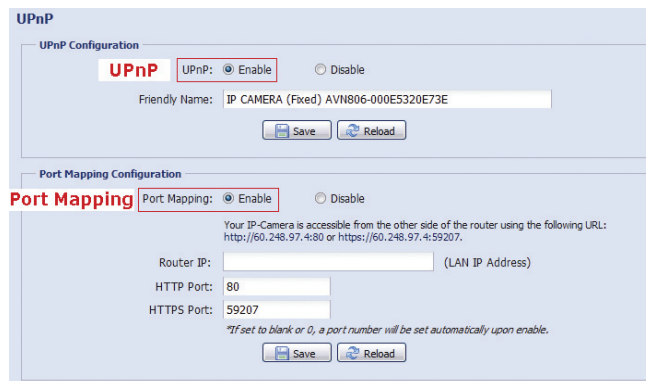 UPnP
UPnP Configuration
UPnP UPnP: Enable Disable
Friendly Name: IP CAMERA (Fixed) AVN806-000E5320E73E
Save Reload
Port Mapping Configuration
Port Mapping Port Mapping: Enable Disable
Your IP-Camera is accessible from the other side of the router using the following URL:
http://60.248.97.4:80 or https://60.248.97.4:59207.
Router IP: (LAN IP Address)
HTTP Port: 80
HTTPS Port: 59207
*If set to blank or 0, a port number will be set automatically upon enable.
Save Reload